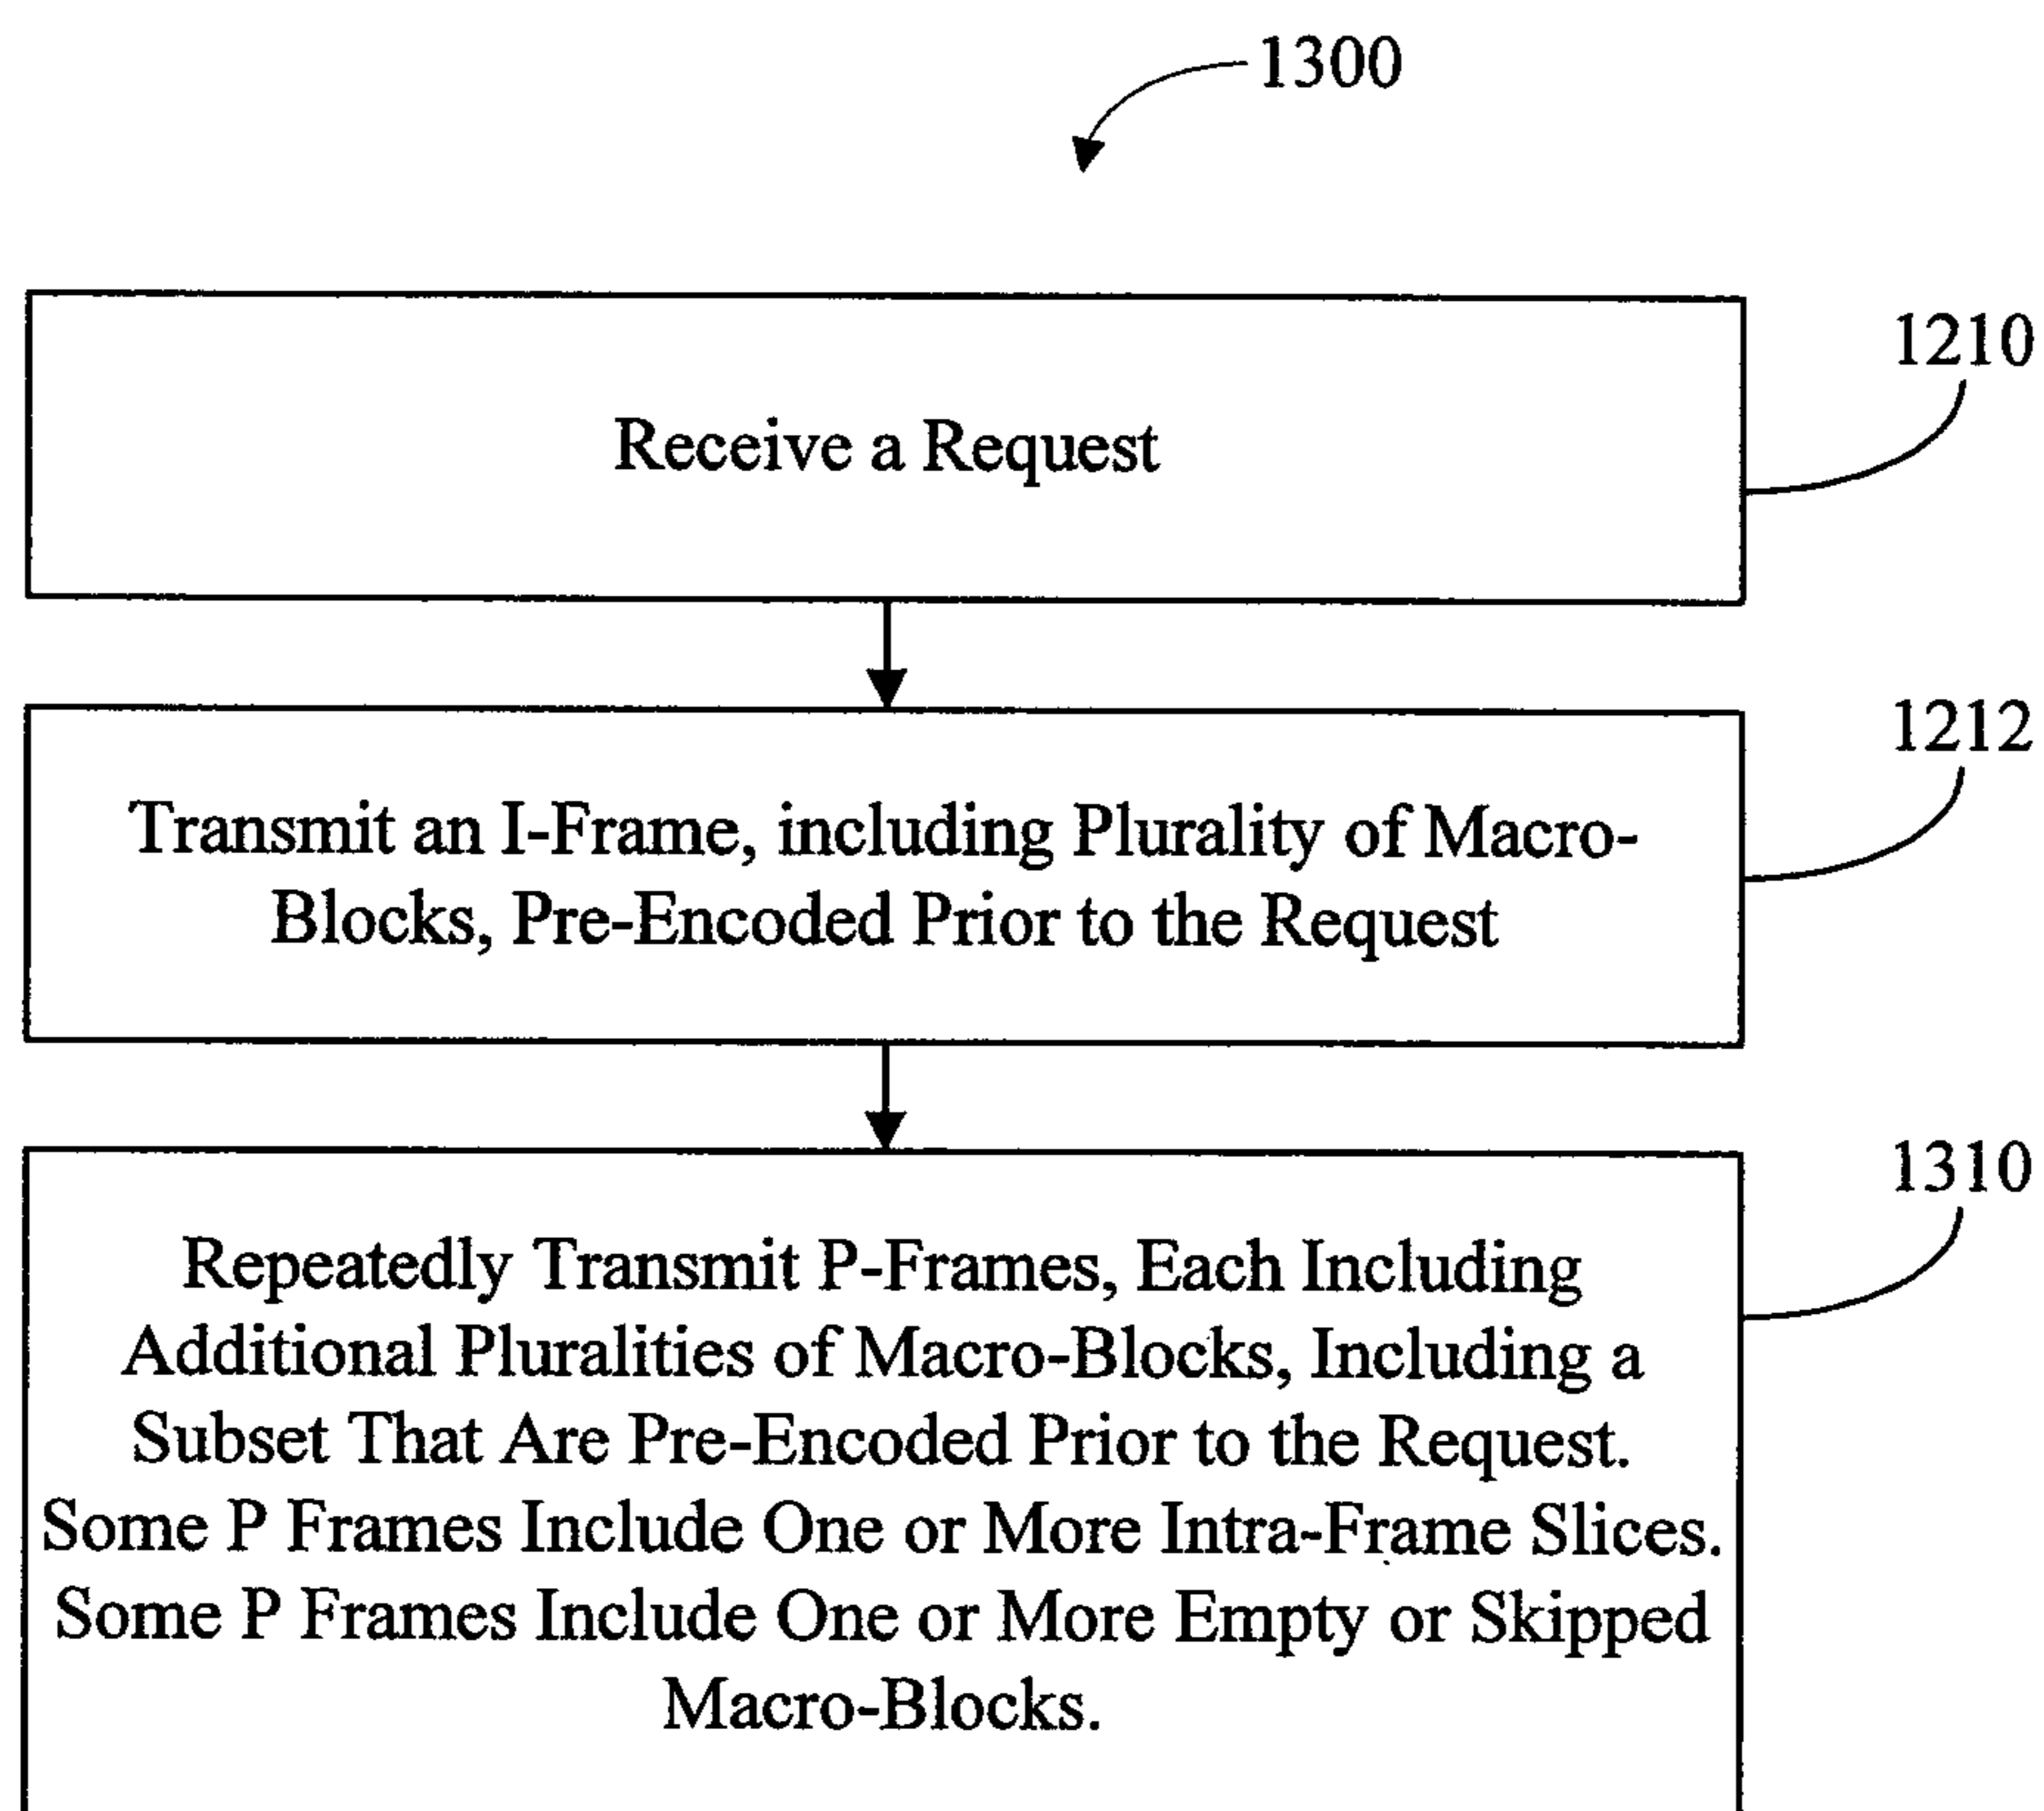 1300
1210
Receive a Request
1212
Transmit an I-Frame, including Plurality of Macro-
Blocks, Pre-Encoded Prior to the Request
1310
Repeatedly Transmit P-Frames, Each Including
Additional Pluralities of Macro-Blocks, Including a
Subset That Are Pre-Encoded Prior to the Request.
Some P Frames Include One or More Intra-Frame Slices.
Some P Frames Include One or More Empty or Skipped
Macro-Blocks.